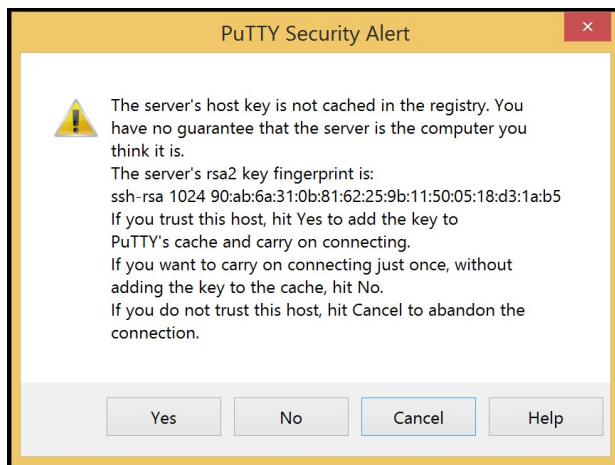 PuTTY Security Alert
The server's host key is not cached in the registry. You
have no guarantee that the server is the computer you
think it is.
The server's rsa2 key fingerprint is:
ssh-rsa 1024 90:ab:6a:31:0b:81:62:25:9b:11:50:05:18:d3:1a:b5
If you trust this host, hit Yes to add the key to
PuTTY's cache and carry on connecting.
If you want to carry on connecting just once, without
adding the key to the cache, hit No.
If you do not trust this host, hit Cancel to abandon the
connection.
Yes No Cancel Help